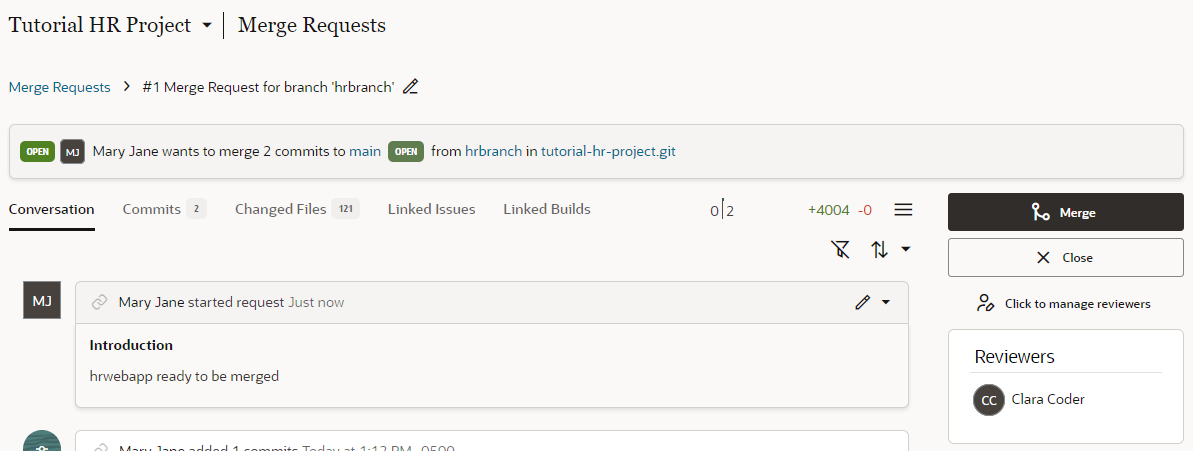 Tutorial HR Project Merge Requests
Merge Requests > #1 Merge Request for branch 'hrbranch'
OPEN MJ Mary Jane wants to merge 2 commits to main OPEN from hrbranch in tutorial-hr-project.git
Conversation Commits 2 Changed Files 121 Linked Issues Linked Builds 0 2 +4004 -0
Merge
Close
MJ Mary Jane started request Just now
Click to manage reviewers
Introduction
hrwebapp ready to be merged
Reviewers
CC Clara Coder
Mary Jane added 1 commits Today at 1:12 PM -0500